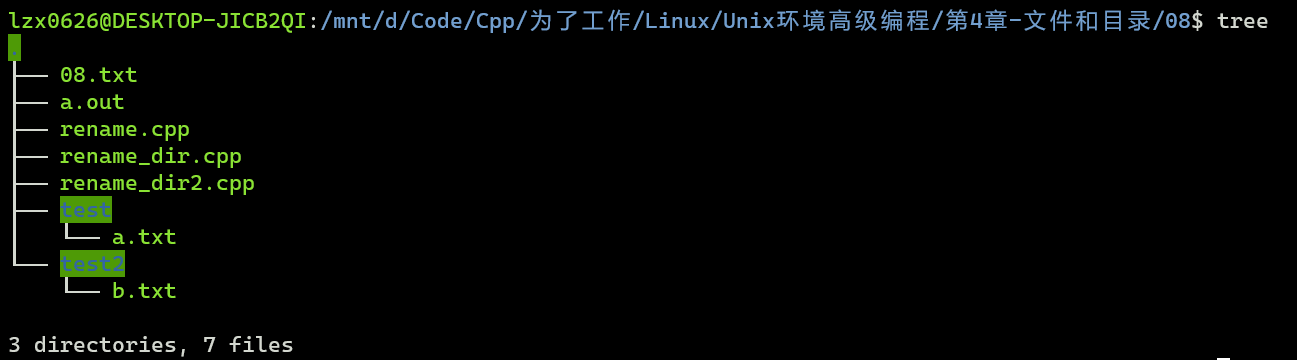 lzx0626@DESKTOP-JICB2QI:/mnt/d/Code/Cpp/为了工作/Linux/Unix环境高级编程/第4章-文件和目录/08$ tree
.
├── 08.txt
├── a.out
├── rename.cpp
├── rename_dir.cpp
├── rename_dir2.cpp
├── test
│   └── a.txt
└── test2
    └── b.txt
3 directories, 7 files